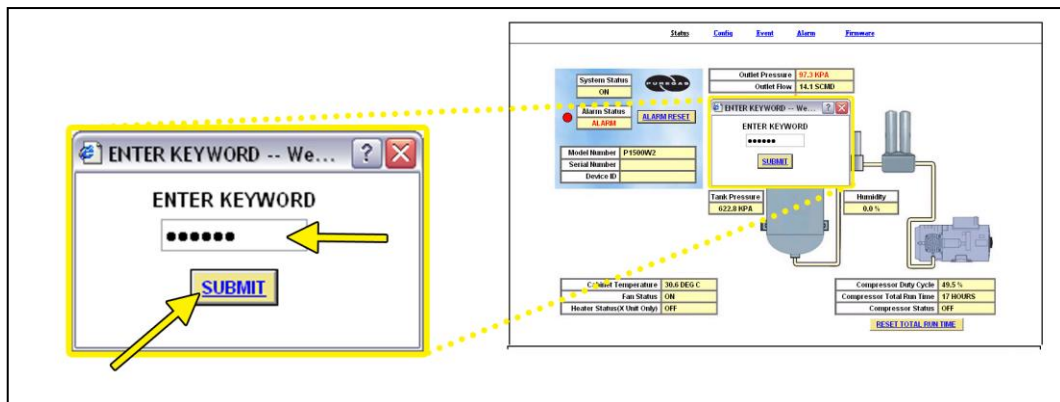 ENTER KEYWORD -- We...
ENTER KEYWORD
●●●●●●
SUBMIT
Status Config Event Alarm Firmware
System Status
ON
PUREGAS
Alarm Status
ALARM
ALARM RESET
Model Number P1500W2
Serial Number
Device ID
Outlet Pressure 97.3 KPA
Outlet Flow 14.1 SCMD
ENTER KEYWORD -- We...
ENTER KEYWORD
●●●●●●
SUBMIT
Tank Pressure
622.8 KPA
Humidity
0.0 %
Cabinet Temperature 30.6 DEG C
Fan Status ON
Heater Status(X Unit Only) OFF
Compressor Duty Cycle 49.5 %
Compressor Total Run Time 17 HOURS
Compressor Status OFF
RESET TOTAL RUN TIME